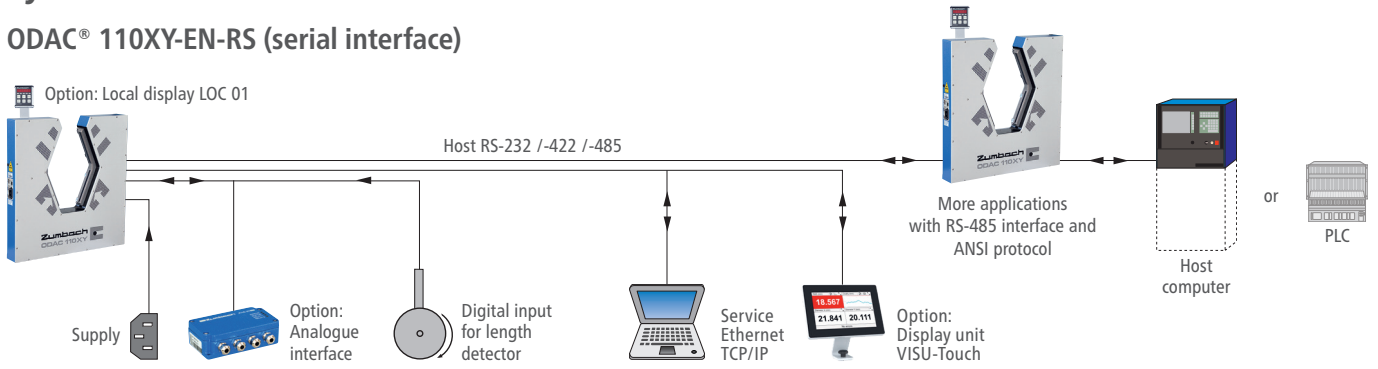 ODAC® 110XY-EN-RS (serial interface)
Option: Local display LOC 01
Host RS-232 /-422 /-485
Zumbach
ODAC 110XY
Zumbach
ODAC 110XY
More applications
with RS-485 interface and
ANSI protocol
or
PLC
Host
computer
Supply
Option:
Analogue
interface
Digital input
for length
detector
Service
Ethernet
TCP/IP
18.567
21.841 20.111
Option:
Display unit
VISU-Touch